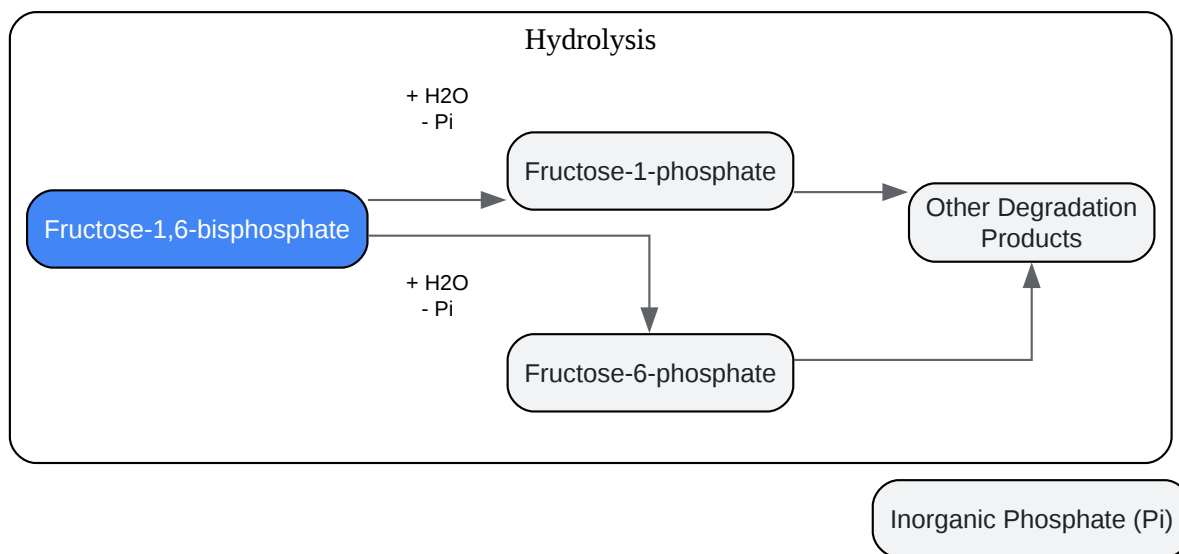 Hydrolysis
+ H2O
- Pi
Fructose-1-phosphate
Fructose-1,6-bisphosphate
Other Degradation
Products
+ H2O
- Pi
Fructose-6-phosphate
Inorganic Phosphate (Pi)